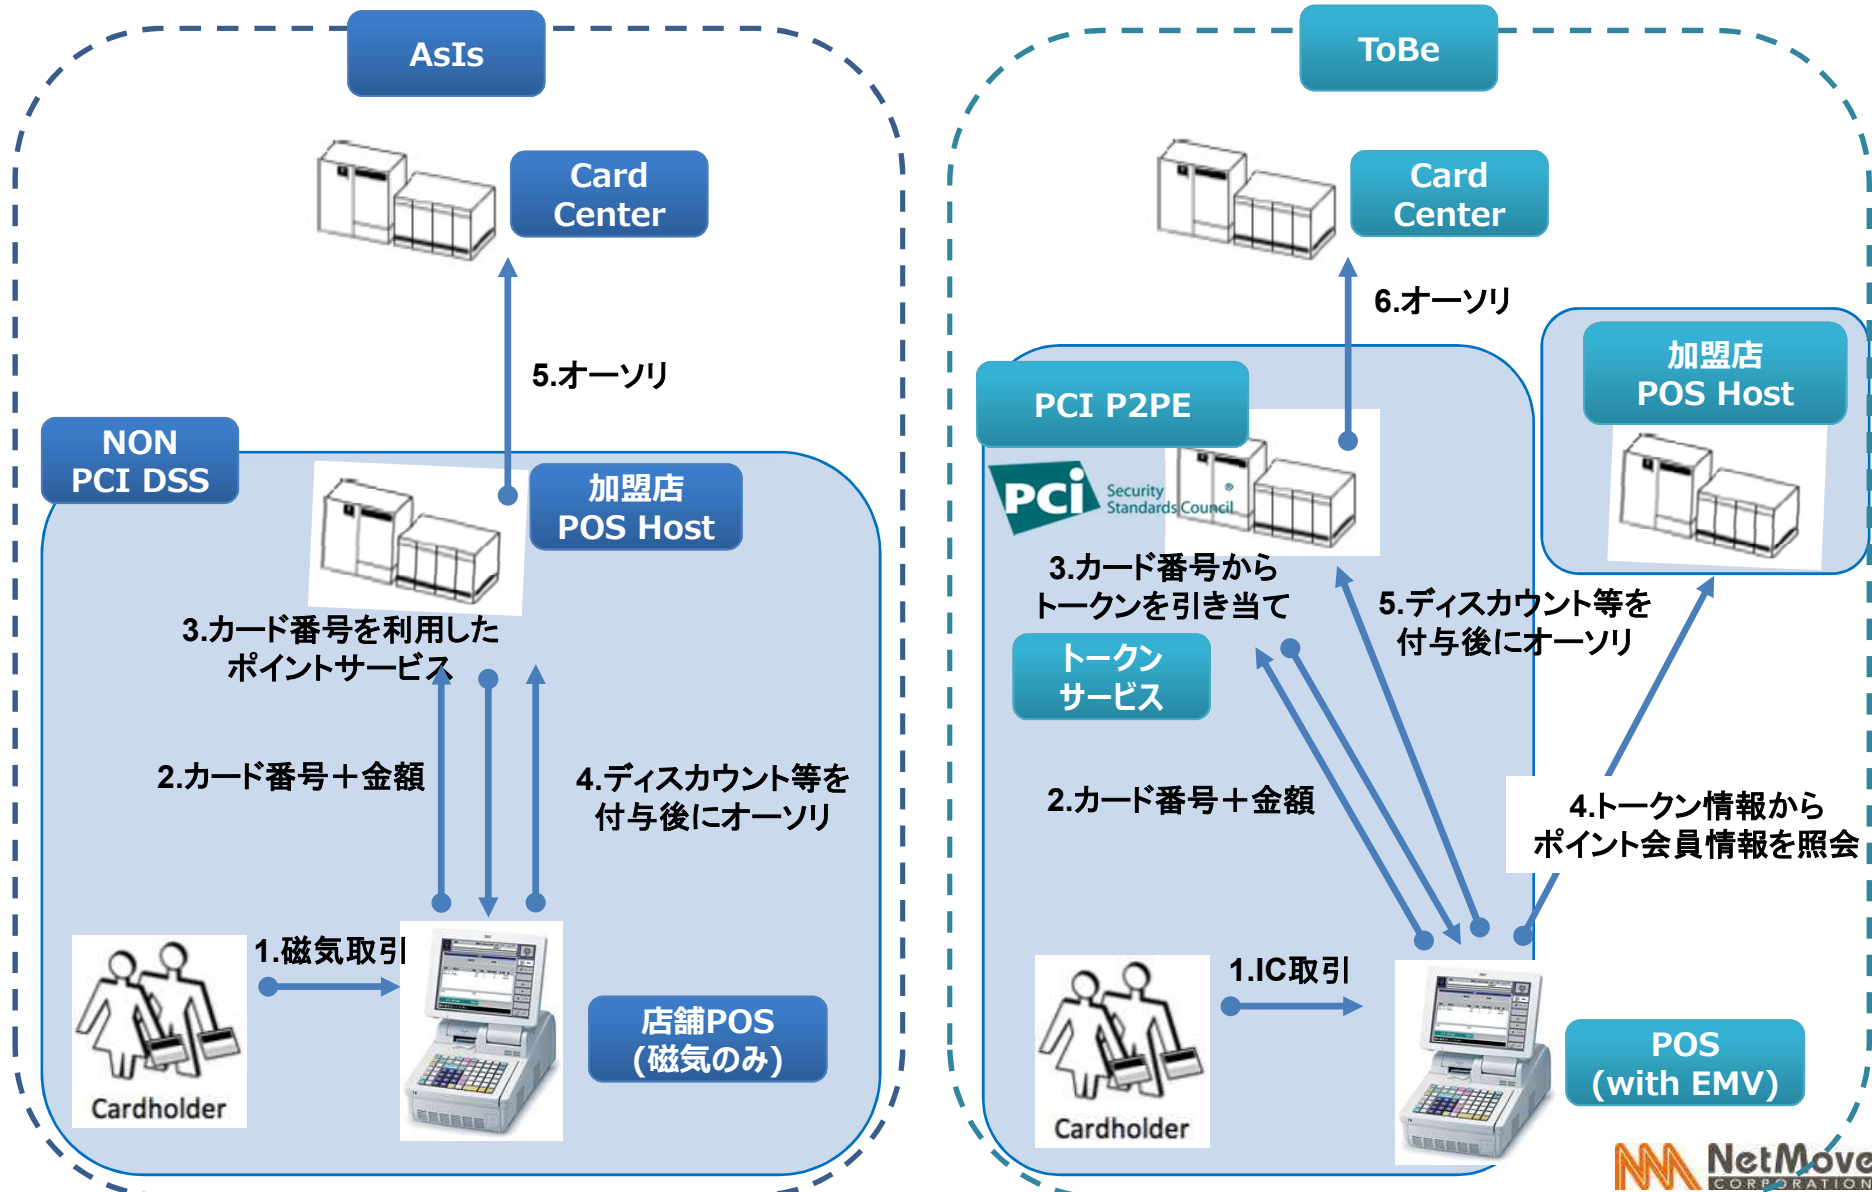 AsIs
Card
Center
5.オーソリ
NON
PCI DSS
加盟店
POS Host
3.カード番号を利用した
ポイントサービス
2.カード番号＋金額
4.ディスカウント等を
付与後にオーソリ
1.磁気取引
Cardholder
店舗POS
(磁気のみ)
ToBe
Card
Center
6.オーソリ
加盟店
POS Host
PCI P2PE
PCi
Security
Standards Council
®
3.カード番号から
トークンを引き当て
トークン
サービス
5.ディスカウント等を
付与後にオーソリ
2.カード番号＋金額
4.トークン情報から
ポイント会員情報を照会
1.IC取引
Cardholder
POS
(with EMV)
NetMove
CORPORATION